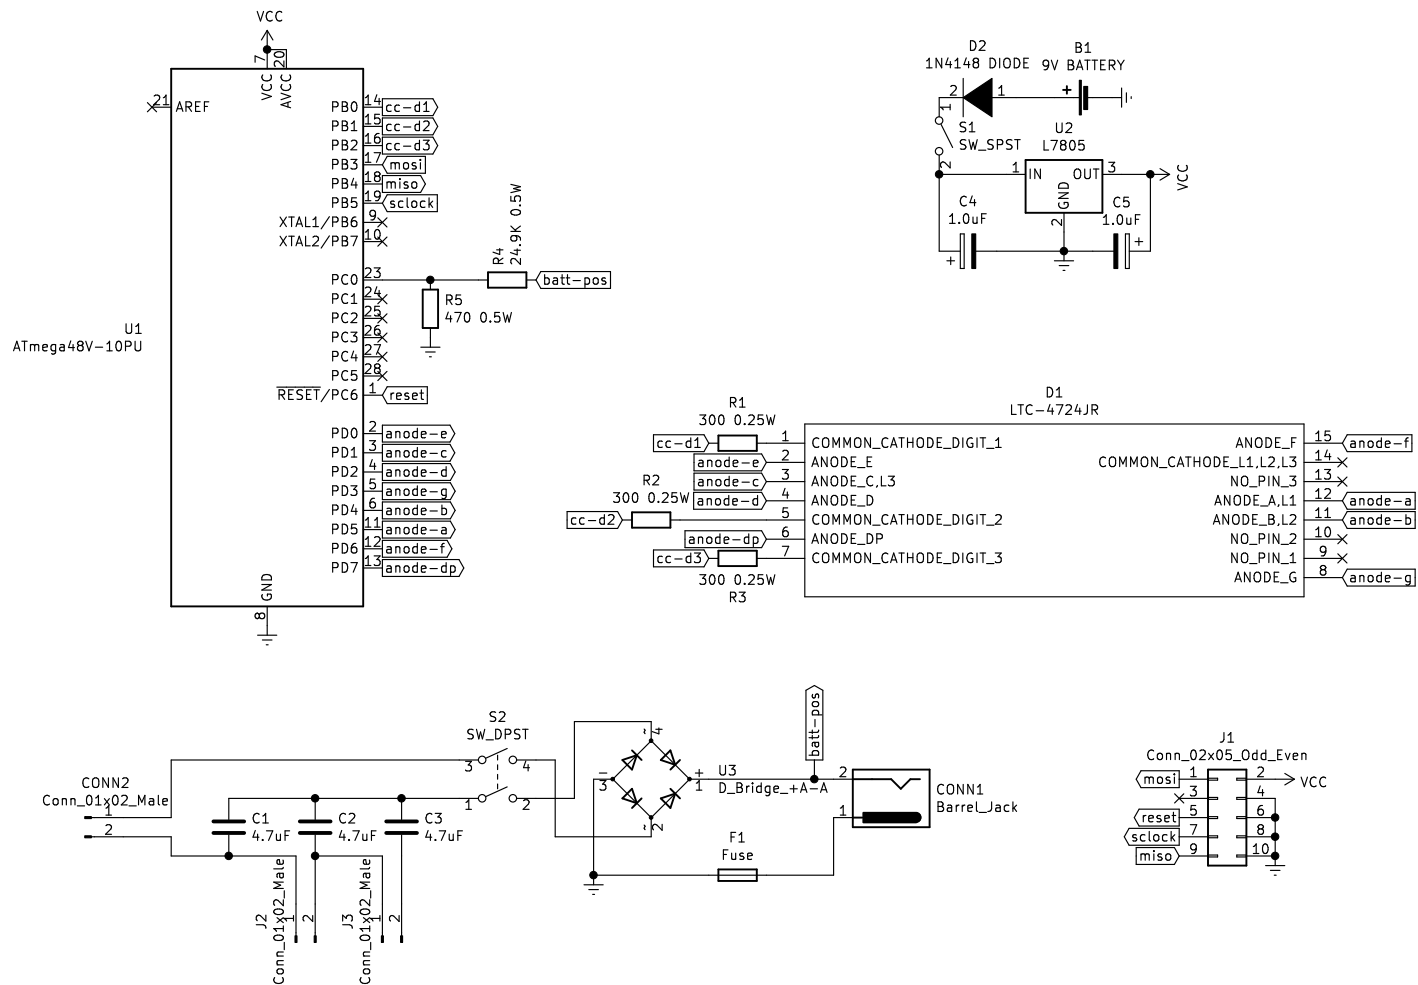 VCC
7
20
VCC
AVCC
21 AREF
PB0 14 cc-d1
PB1 15 cc-d2
PB2 16 cc-d3
PB3 17 mosi
PB4 18 miso
PB5 19 sclock
XTAL1/PB6 9
XTAL2/PB7 10
PC0 23
PC1 24
PC2 25
PC3 26
PC4 27
PC5 28
RESET/PC6 1 reset
PD0 2 anode-e
PD1 3 anode-c
PD2 4 anode-d
PD3 5 anode-g
PD4 6 anode-b
PD5 11 anode-a
PD6 12 anode-f
PD7 13 anode-dp
GND
8
U1
ATmega48V-10PU
R4
24.9K 0.5W
batt-pos
R5
470 0.5W
D2
1N4148 DIODE
2 1
B1
9V BATTERY
+
1
S1
SW_SPST
2
U2
L7805
1 IN OUT 3
GND
2
VCC
C4
1.0uF
+
C5
1.0uF
+
D1
LTC-4724JR
R1
300 0.25W
cc-d1 1 COMMON_CATHODE_DIGIT_1
anode-e 2 ANODE_E
anode-c 3 ANODE_C,L3
R2
300 0.25W
anode-d 4 ANODE_D
cc-d2 5 COMMON_CATHODE_DIGIT_2
anode-dp 6 ANODE_DP
cc-d3 7 COMMON_CATHODE_DIGIT_3
300 0.25W
R3
ANODE_F 15 anode-f
COMMON_CATHODE_L1,L2,L3 14
NO_PIN_3 13
ANODE_A,L1 12 anode-a
ANODE_B,L2 11 anode-b
NO_PIN_2 10
NO_PIN_1 9
ANODE_G 8 anode-g
CONN2
Conn_01x02_Male
1
2
S2
SW_DPST
3 4
1 2
C1
4.7uF
C2
4.7uF
C3
4.7uF
J2
Conn_01x02_Male
1
2
J3
Conn_01x02_Male
1
2
~
4
-
3
+
1
~
2
U3
D_Bridge_+A-A
batt-pos
2
1
CONN1
Barrel_Jack
F1
Fuse
J1
Conn_02x05_Odd_Even
mosi 1 2 VCC
3 4
reset 5 6
sclock 7 8
miso 9 10